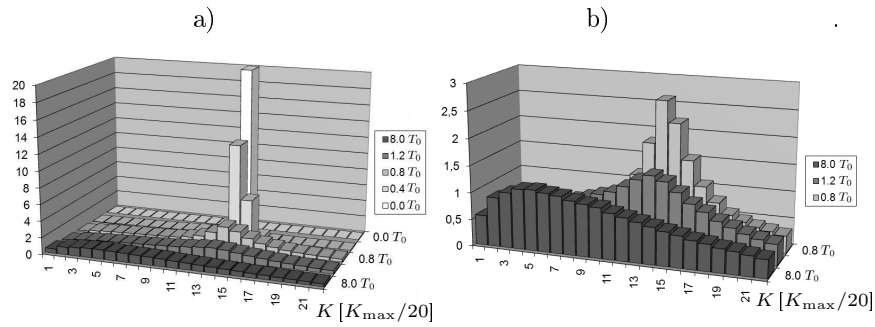 a)
b)
.
20
18
16
14
12
10
8
6
4
2
0
1
3
5
7
9
11
13
15
17
19
21
0.0 T₀
0.8 T₀
8.0 T₀
K [K_max/20]
8.0 T₀
1.2 T₀
0.8 T₀
0.4 T₀
0.0 T₀
3
2,5
2
1,5
1
0,5
0
1
3
5
7
9
11
13
15
17
19
21
0.8 T₀
8.0 T₀
K [K_max/20]
8.0 T₀
1.2 T₀
0.8 T₀